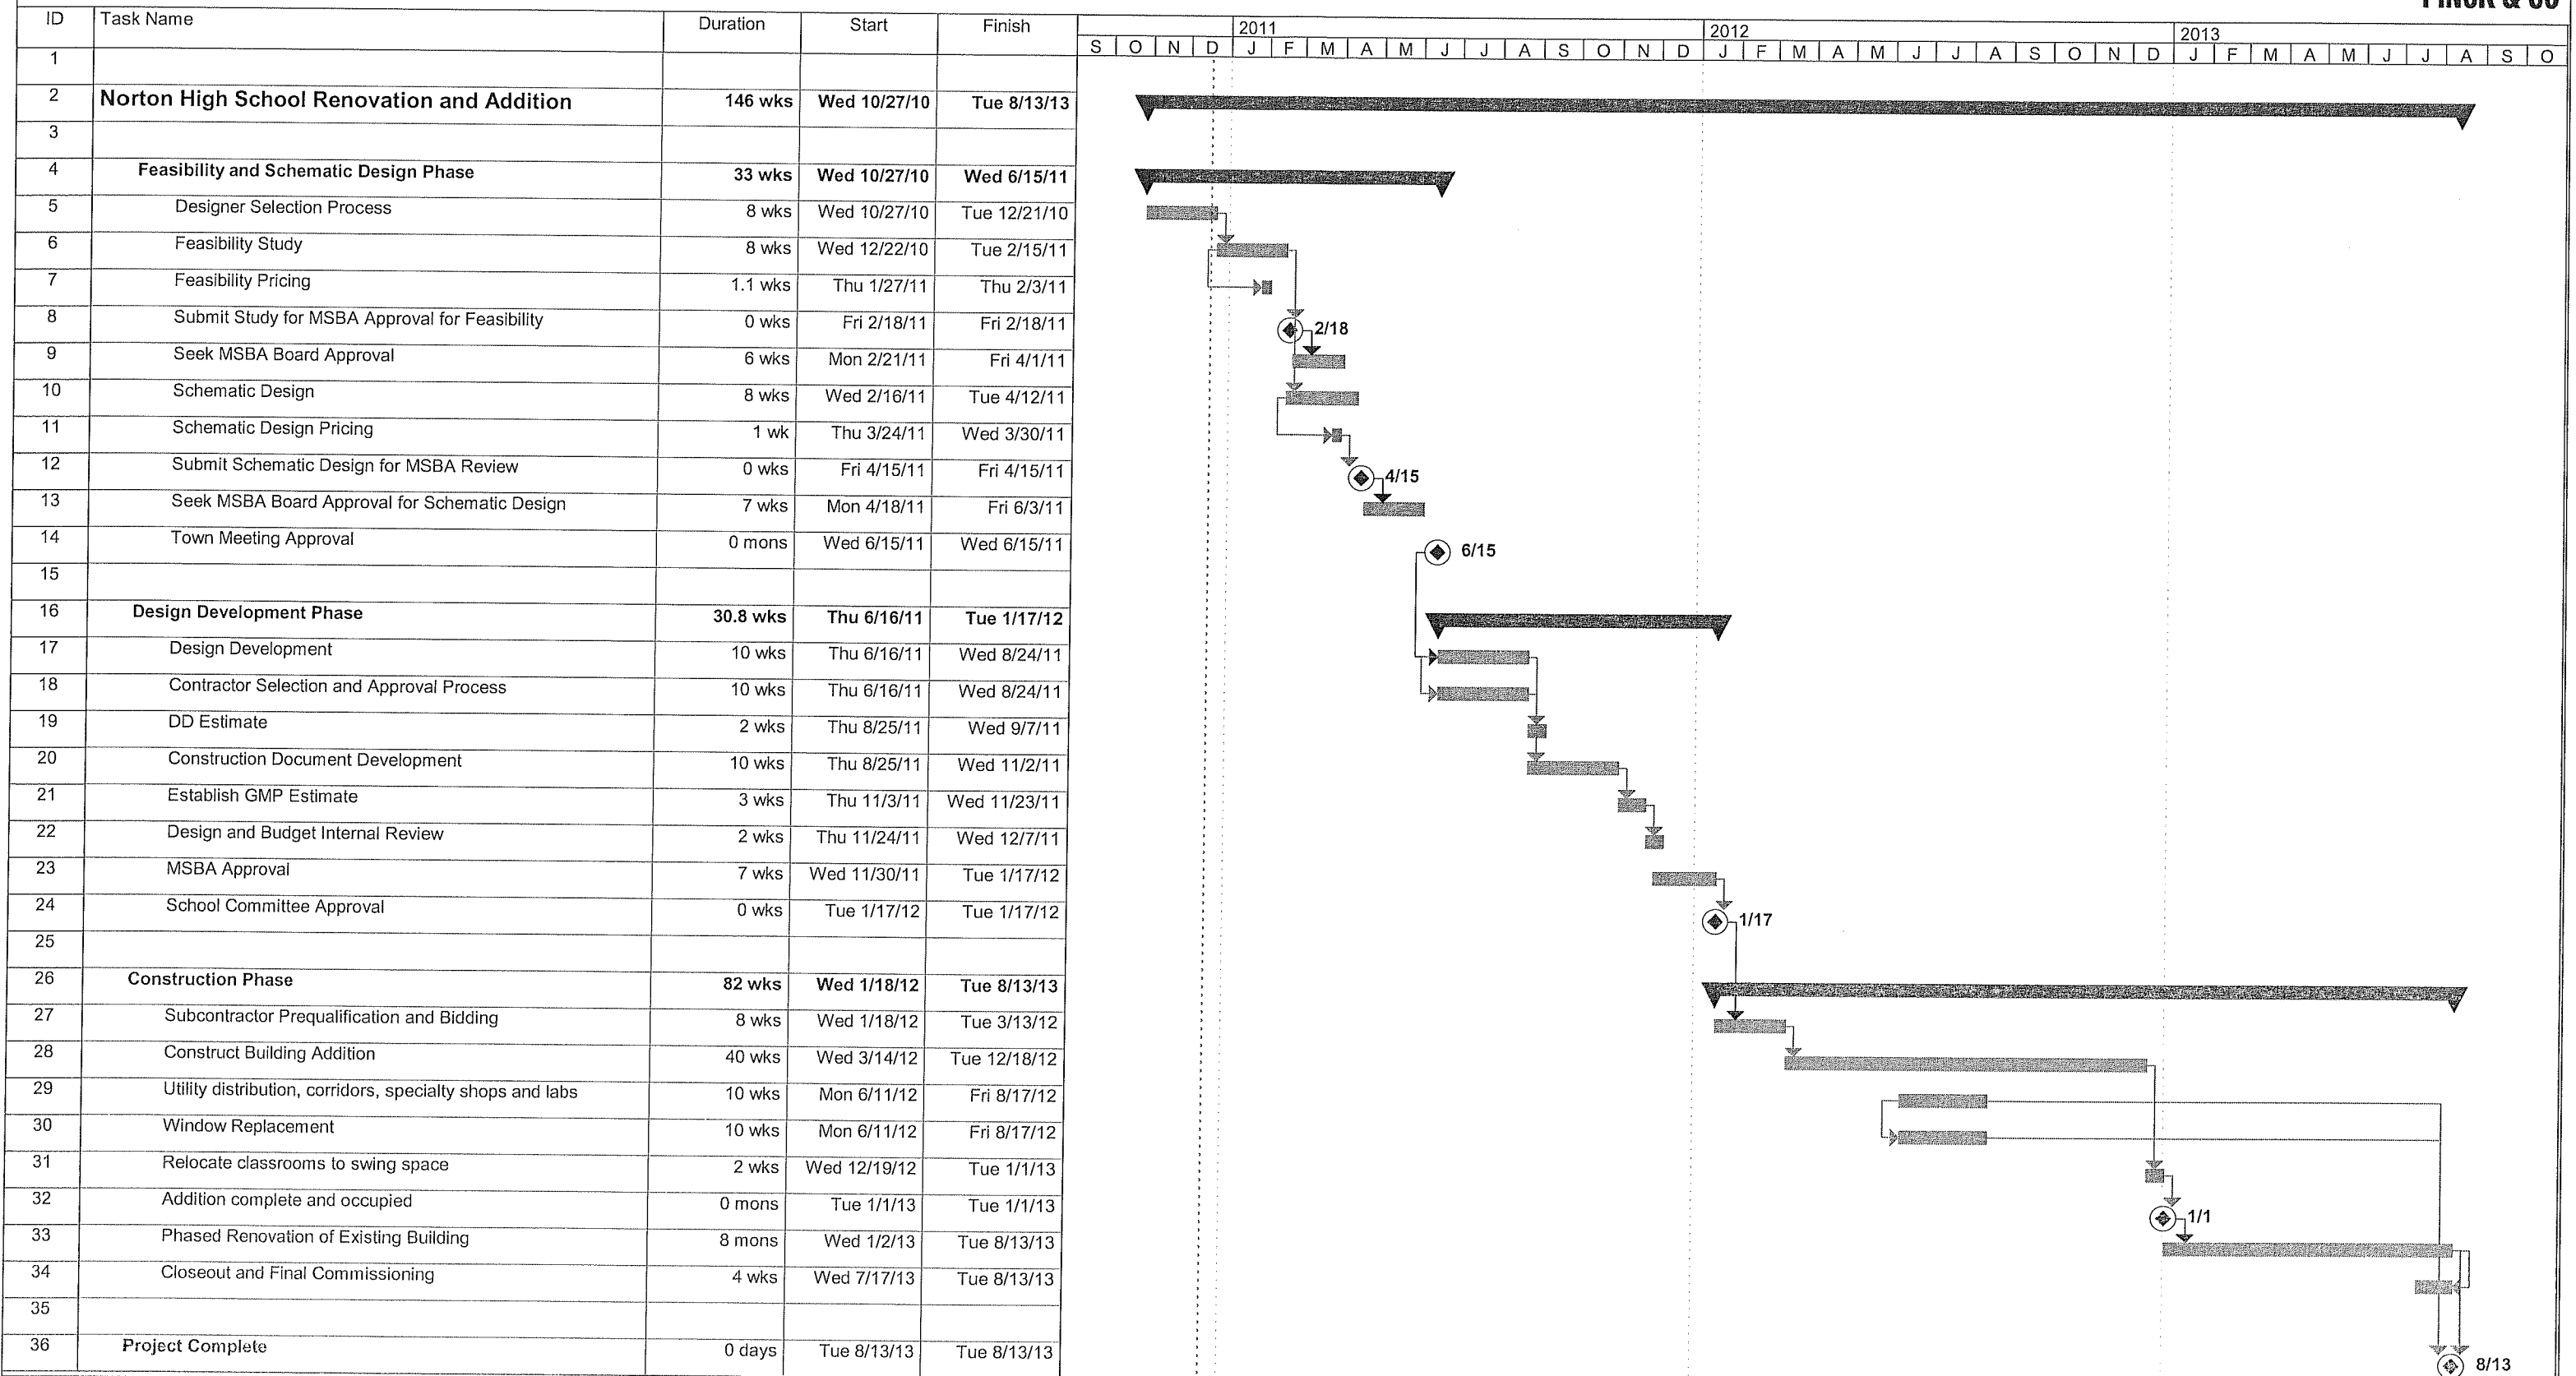 FINCK & CO
ID Task Name Duration Start Finish 2011 2012 2013
S O N D J F M A M J J A S O N D J F M A M J J A S O N D J F M A M J J A S O
1
2 Norton High School Renovation and Addition 146 wks Wed 10/27/10 Tue 8/13/13
3
4 Feasibility and Schematic Design Phase 33 wks Wed 10/27/10 Wed 6/15/11
5 Designer Selection Process 8 wks Wed 10/27/10 Tue 12/21/10
6 Feasibility Study 8 wks Wed 12/22/10 Tue 2/15/11
7 Feasibility Pricing 1.1 wks Thu 1/27/11 Thu 2/3/11
8 Submit Study for MSBA Approval for Feasibility 0 wks Fri 2/18/11 Fri 2/18/11 2/18
9 Seek MSBA Board Approval 6 wks Mon 2/21/11 Fri 4/1/11
10 Schematic Design 8 wks Wed 2/16/11 Tue 4/12/11
11 Schematic Design Pricing 1 wk Thu 3/24/11 Wed 3/30/11
12 Submit Schematic Design for MSBA Review 0 wks Fri 4/15/11 Fri 4/15/11 4/15
13 Seek MSBA Board Approval for Schematic Design 7 wks Mon 4/18/11 Fri 6/3/11
14 Town Meeting Approval 0 mons Wed 6/15/11 Wed 6/15/11 6/15
15
16 Design Development Phase 30.8 wks Thu 6/16/11 Tue 1/17/12
17 Design Development 10 wks Thu 6/16/11 Wed 8/24/11
18 Contractor Selection and Approval Process 10 wks Thu 6/16/11 Wed 8/24/11
19 DD Estimate 2 wks Thu 8/25/11 Wed 9/7/11
20 Construction Document Development 10 wks Thu 8/25/11 Wed 11/2/11
21 Establish GMP Estimate 3 wks Thu 11/3/11 Wed 11/23/11
22 Design and Budget Internal Review 2 wks Thu 11/24/11 Wed 12/7/11
23 MSBA Approval 7 wks Wed 11/30/11 Tue 1/17/12
24 School Committee Approval 0 wks Tue 1/17/12 Tue 1/17/12 1/17
25
26 Construction Phase 82 wks Wed 1/18/12 Tue 8/13/13
27 Subcontractor Prequalification and Bidding 8 wks Wed 1/18/12 Tue 3/13/12
28 Construct Building Addition 40 wks Wed 3/14/12 Tue 12/18/12
29 Utility distribution, corridors, specialty shops and labs 10 wks Mon 6/11/12 Fri 8/17/12
30 Window Replacement 10 wks Mon 6/11/12 Fri 8/17/12
31 Relocate classrooms to swing space 2 wks Wed 12/19/12 Tue 1/1/13
32 Addition complete and occupied 0 mons Tue 1/1/13 Tue 1/1/13 1/1
33 Phased Renovation of Existing Building 8 mons Wed 1/2/13 Tue 8/13/13
34 Closeout and Final Commissioning 4 wks Wed 7/17/13 Tue 8/13/13
35
36 Project Complete 0 days Tue 8/13/13 Tue 8/13/13 8/13